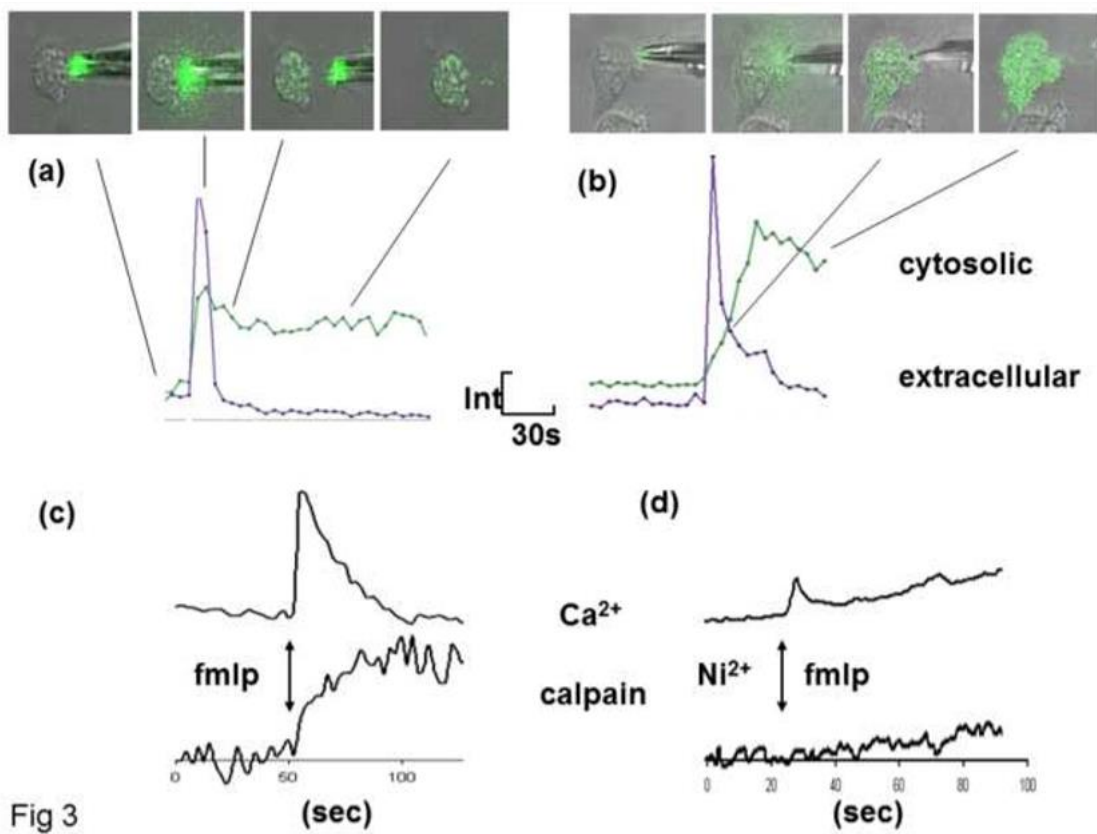 (a)
(b)
cytosolic
extracellular
Int
30s
(c)
(d)
Ca²⁺
fmlp
Ni²⁺ fmlp
calpain
0 50 100
0 20 40 60 80 100
(sec)
(sec)
Fig 3